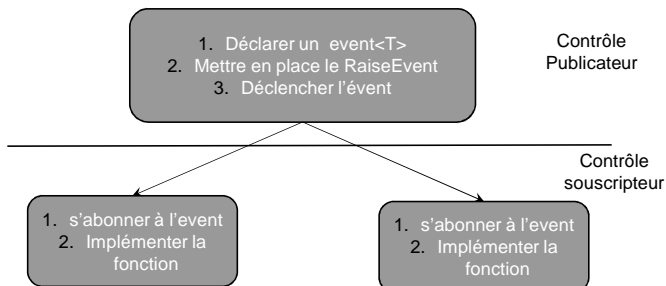 1. Déclarer un event<T>
2. Mettre en place le RaiseEvent
3. Déclencher l'évent
Contrôle
Publicateur
Contrôle
souscripteur
1. s'abonner à l'event
2. Implémenter la
fonction
1. s'abonner à l'event
2. Implémenter la
fonction